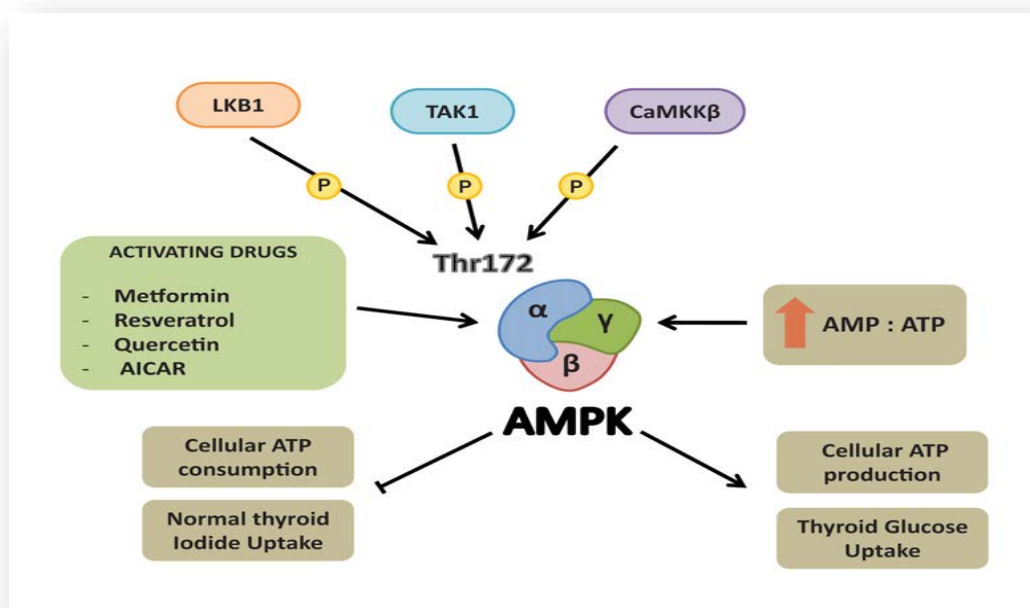 LKB1
TAK1
CaMKKβ
P
P
P
Thr172
ACTIVATING DRUGS
- Metformin
- Resveratrol
- Quercetin
- AICAR
α
γ
β
AMP : ATP
AMPK
Cellular ATP
consumption
Normal thyroid
Iodide Uptake
Cellular ATP
production
Thyroid Glucose
Uptake